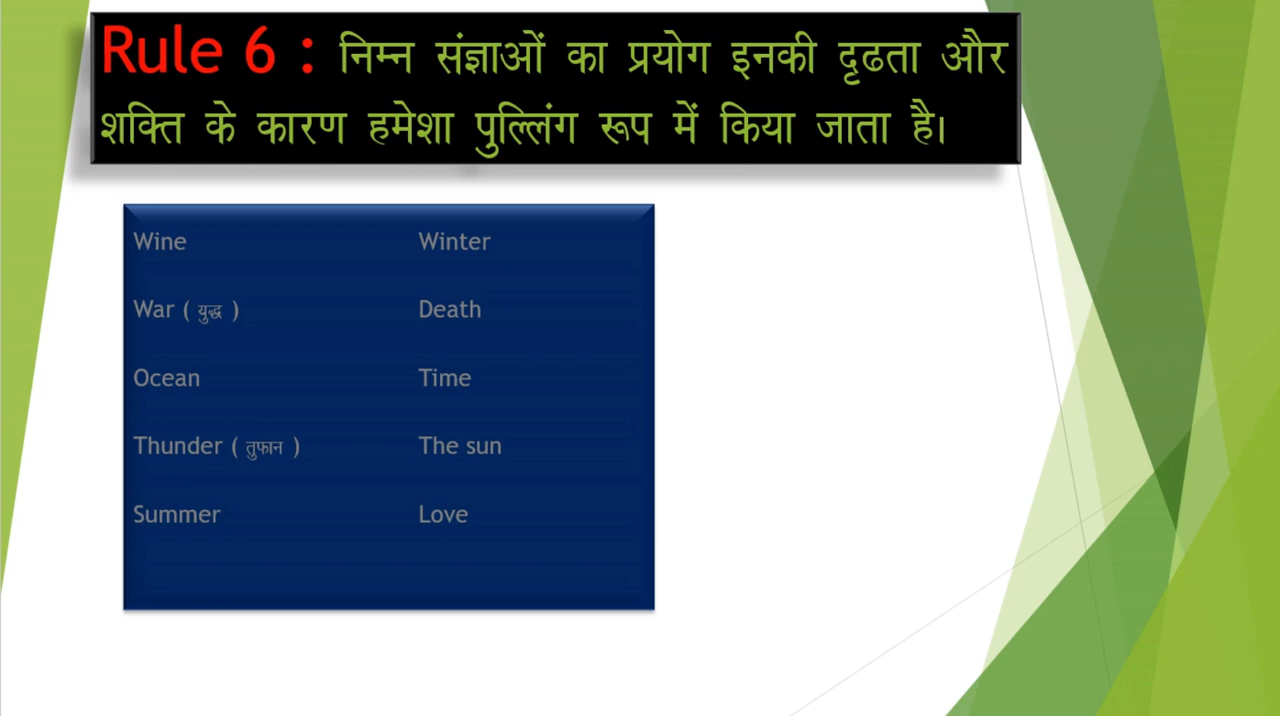 Rule 6 : निम्न संज्ञाओं का प्रयोग इनकी दृढता और
शक्ति के कारण हमेशा पुल्लिंग रूप में किया जाता है।
Wine Winter
War ( युद्ध ) Death
Ocean Time
Thunder ( तुफान ) The sun
Summer Love